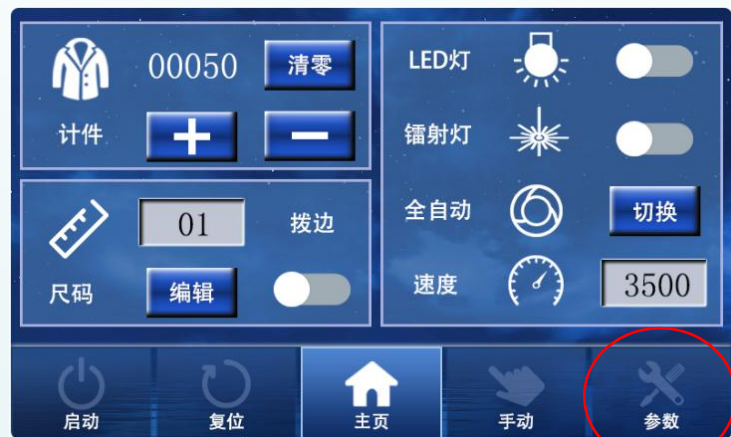 00050
清零
计件
01
拨边
尺码
编辑
LED灯
镭射灯
全自动
切换
速度
3500
启动
复位
主页
手动
参数